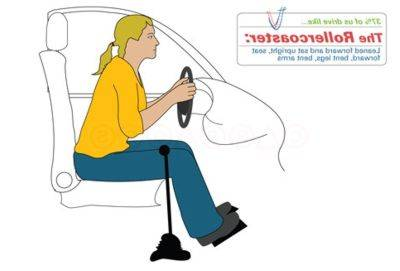 37% of us drive like...
The Rollercoaster:
Leaned forward and sat upright, seat
forward, bent legs, bent arms